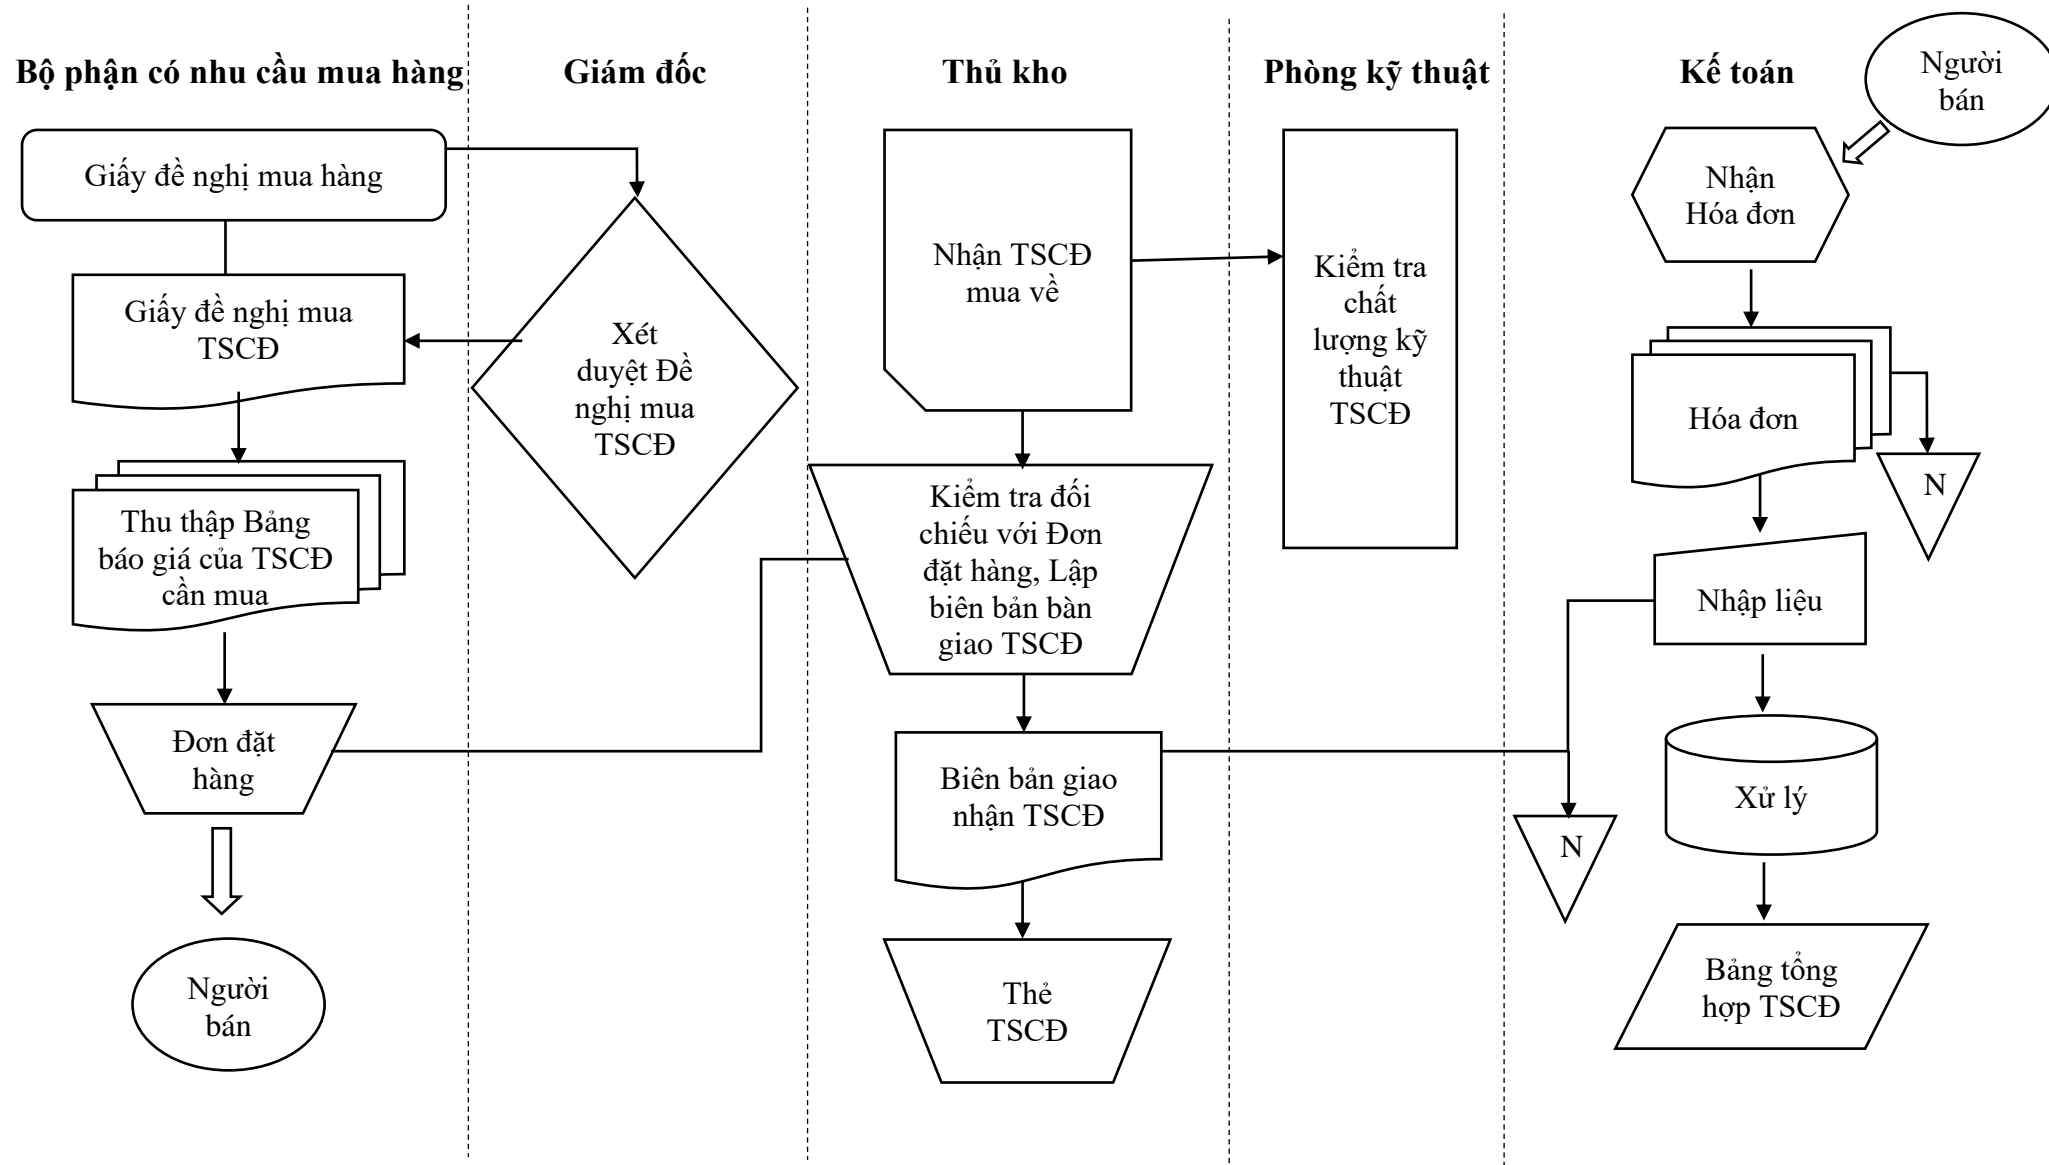 Bộ phận có nhu cầu mua hàng
Giám đốc
Thủ kho
Phòng kỹ thuật
Kế toán
Người
bán
Giấy đề nghị mua hàng
Giấy đề nghị mua
TSCĐ
Thu thập Bảng
báo giá của TSCĐ
cần mua
Đơn đặt
hàng
Người
bán
Xét
duyệt Đề
nghị mua
TSCĐ
Nhận TSCĐ
mua về
Kiểm tra đối
chiếu với Đơn
đặt hàng, Lập
biên bản bàn
giao TSCĐ
Biên bản giao
nhận TSCĐ
Thẻ
TSCĐ
Kiểm tra
chất
lượng kỹ
thuật
TSCĐ
Nhận
Hóa đơn
Hóa đơn
N
Nhập liệu
Xử lý
N
Bảng tổng
hợp TSCĐ